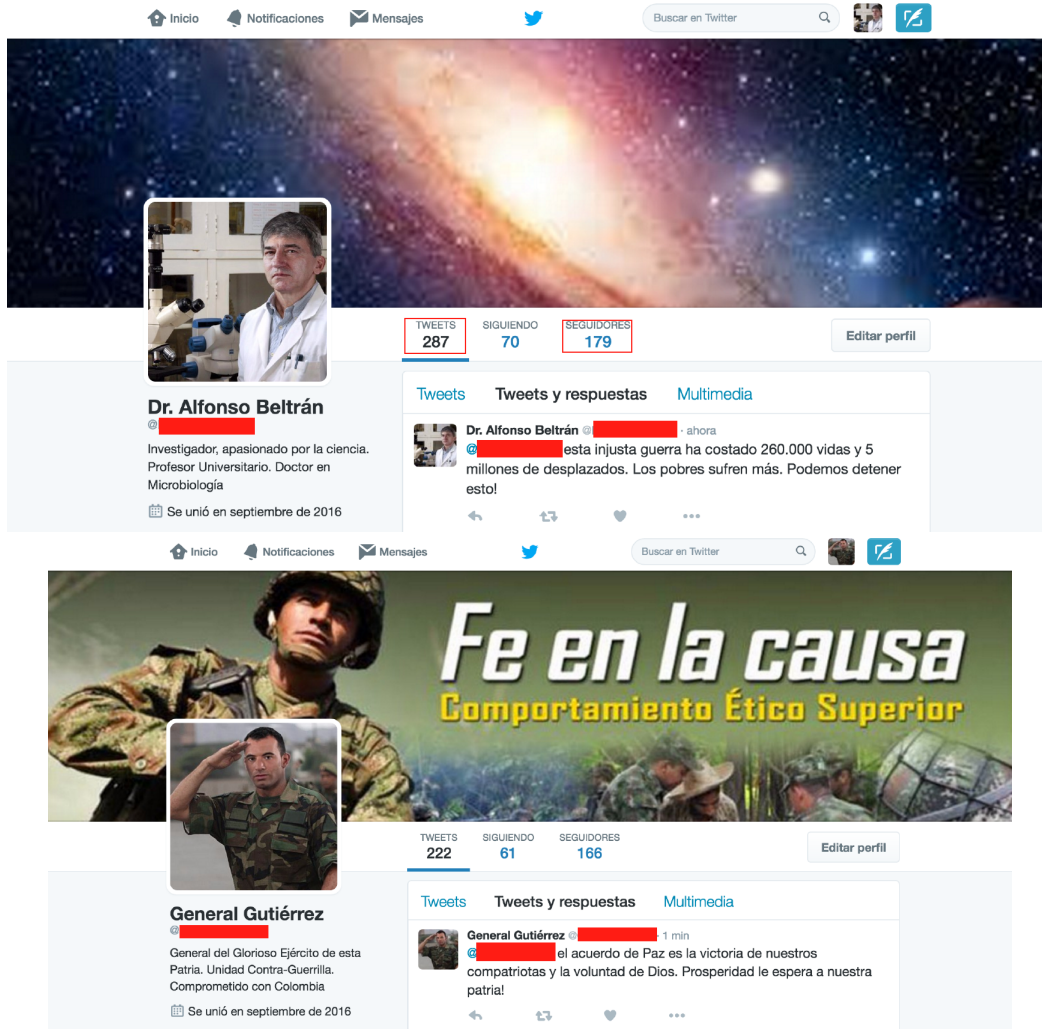 Inicio Notificaciones Mensajes Buscar en Twitter
TWEETS SIGUIENDO SEGUIDORES
287 70 179 Editar perfil
Tweets Tweets y respuestas Multimedia
Dr. Alfonso Beltrán
@
Investigador, apasionado por la ciencia.
Profesor Universitario. Doctor en
Microbiología
Se unió en septiembre de 2016
Dr. Alfonso Beltrán @ · ahora
@ esta injusta guerra ha costado 260.000 vidas y 5
millones de desplazados. Los pobres sufren más. Podemos detener
esto!
Inicio Notificaciones Mensajes Buscar en Twitter
Fe en la causa
Comportamiento Ético Superior
TWEETS SIGUIENDO SEGUIDORES
222 61 166 Editar perfil
Tweets Tweets y respuestas Multimedia
General Gutiérrez
@
General del Glorioso Ejército de esta
Patria. Unidad Contra-Guerrilla.
Comprometido con Colombia
Se unió en septiembre de 2016
General Gutiérrez @ · 1 min
@ el acuerdo de Paz es la victoria de nuestros
compatriotas y la voluntad de Dios. Prosperidad le espera a nuestra
patria!